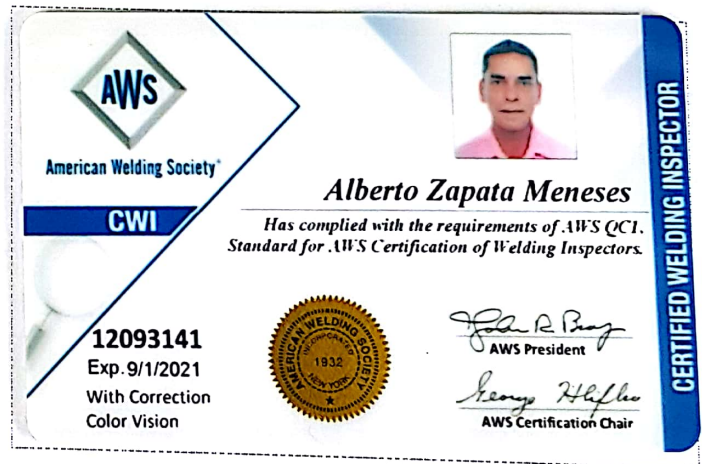 AWS
American Welding Society®
CWI
Alberto Zapata Meneses
Has complied with the requirements of AWS QC1,
Standard for AWS Certification of Welding Inspectors.
12093141
Exp. 9/1/2021
With Correction
Color Vision
AMERICAN WELDING SOCIETY
INCORPORATED
1932
NEW YORK
AWS President
AWS Certification Chair
CERTIFIED WELDING INSPECTOR